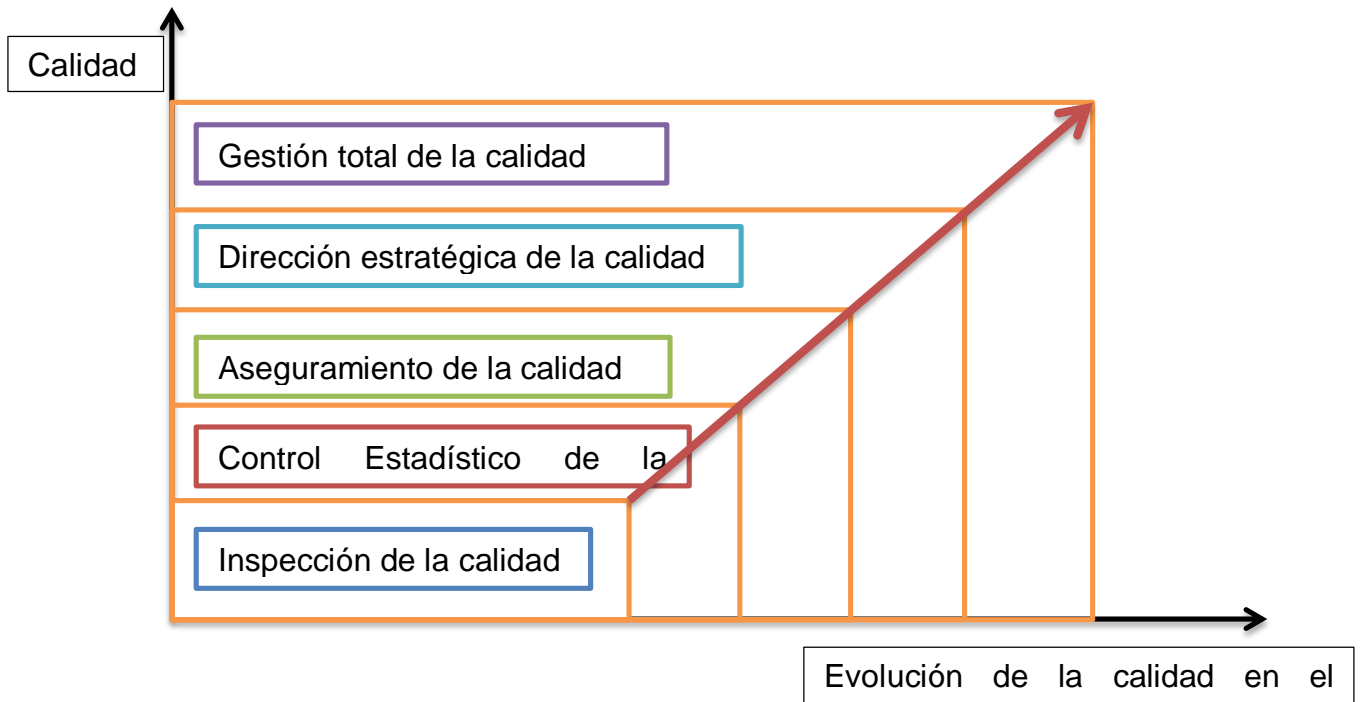 Calidad
Gestión total de la calidad
Dirección estratégica de la calidad
Aseguramiento de la calidad
Control Estadístico de la
Inspección de la calidad
Evolución de la calidad en el